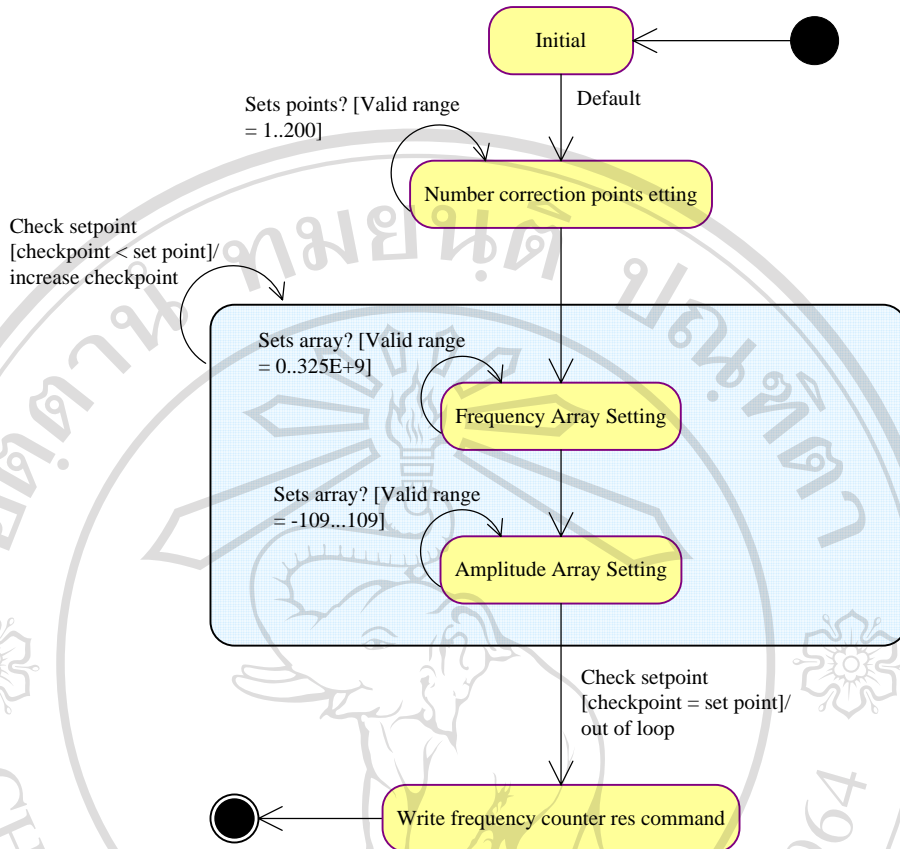 Initial
Default
Sets points? [Valid range
= 1..200]
Number correction points etting
Check setpoint
[checkpoint < set point]/
increase checkpoint
Sets array? [Valid range
= 0..325E+9]
Frequency Array Setting
Sets array? [Valid range
= -109...109]
Amplitude Array Setting
Check setpoint
[checkpoint = set point]/
out of loop
Write frequency counter res command
964